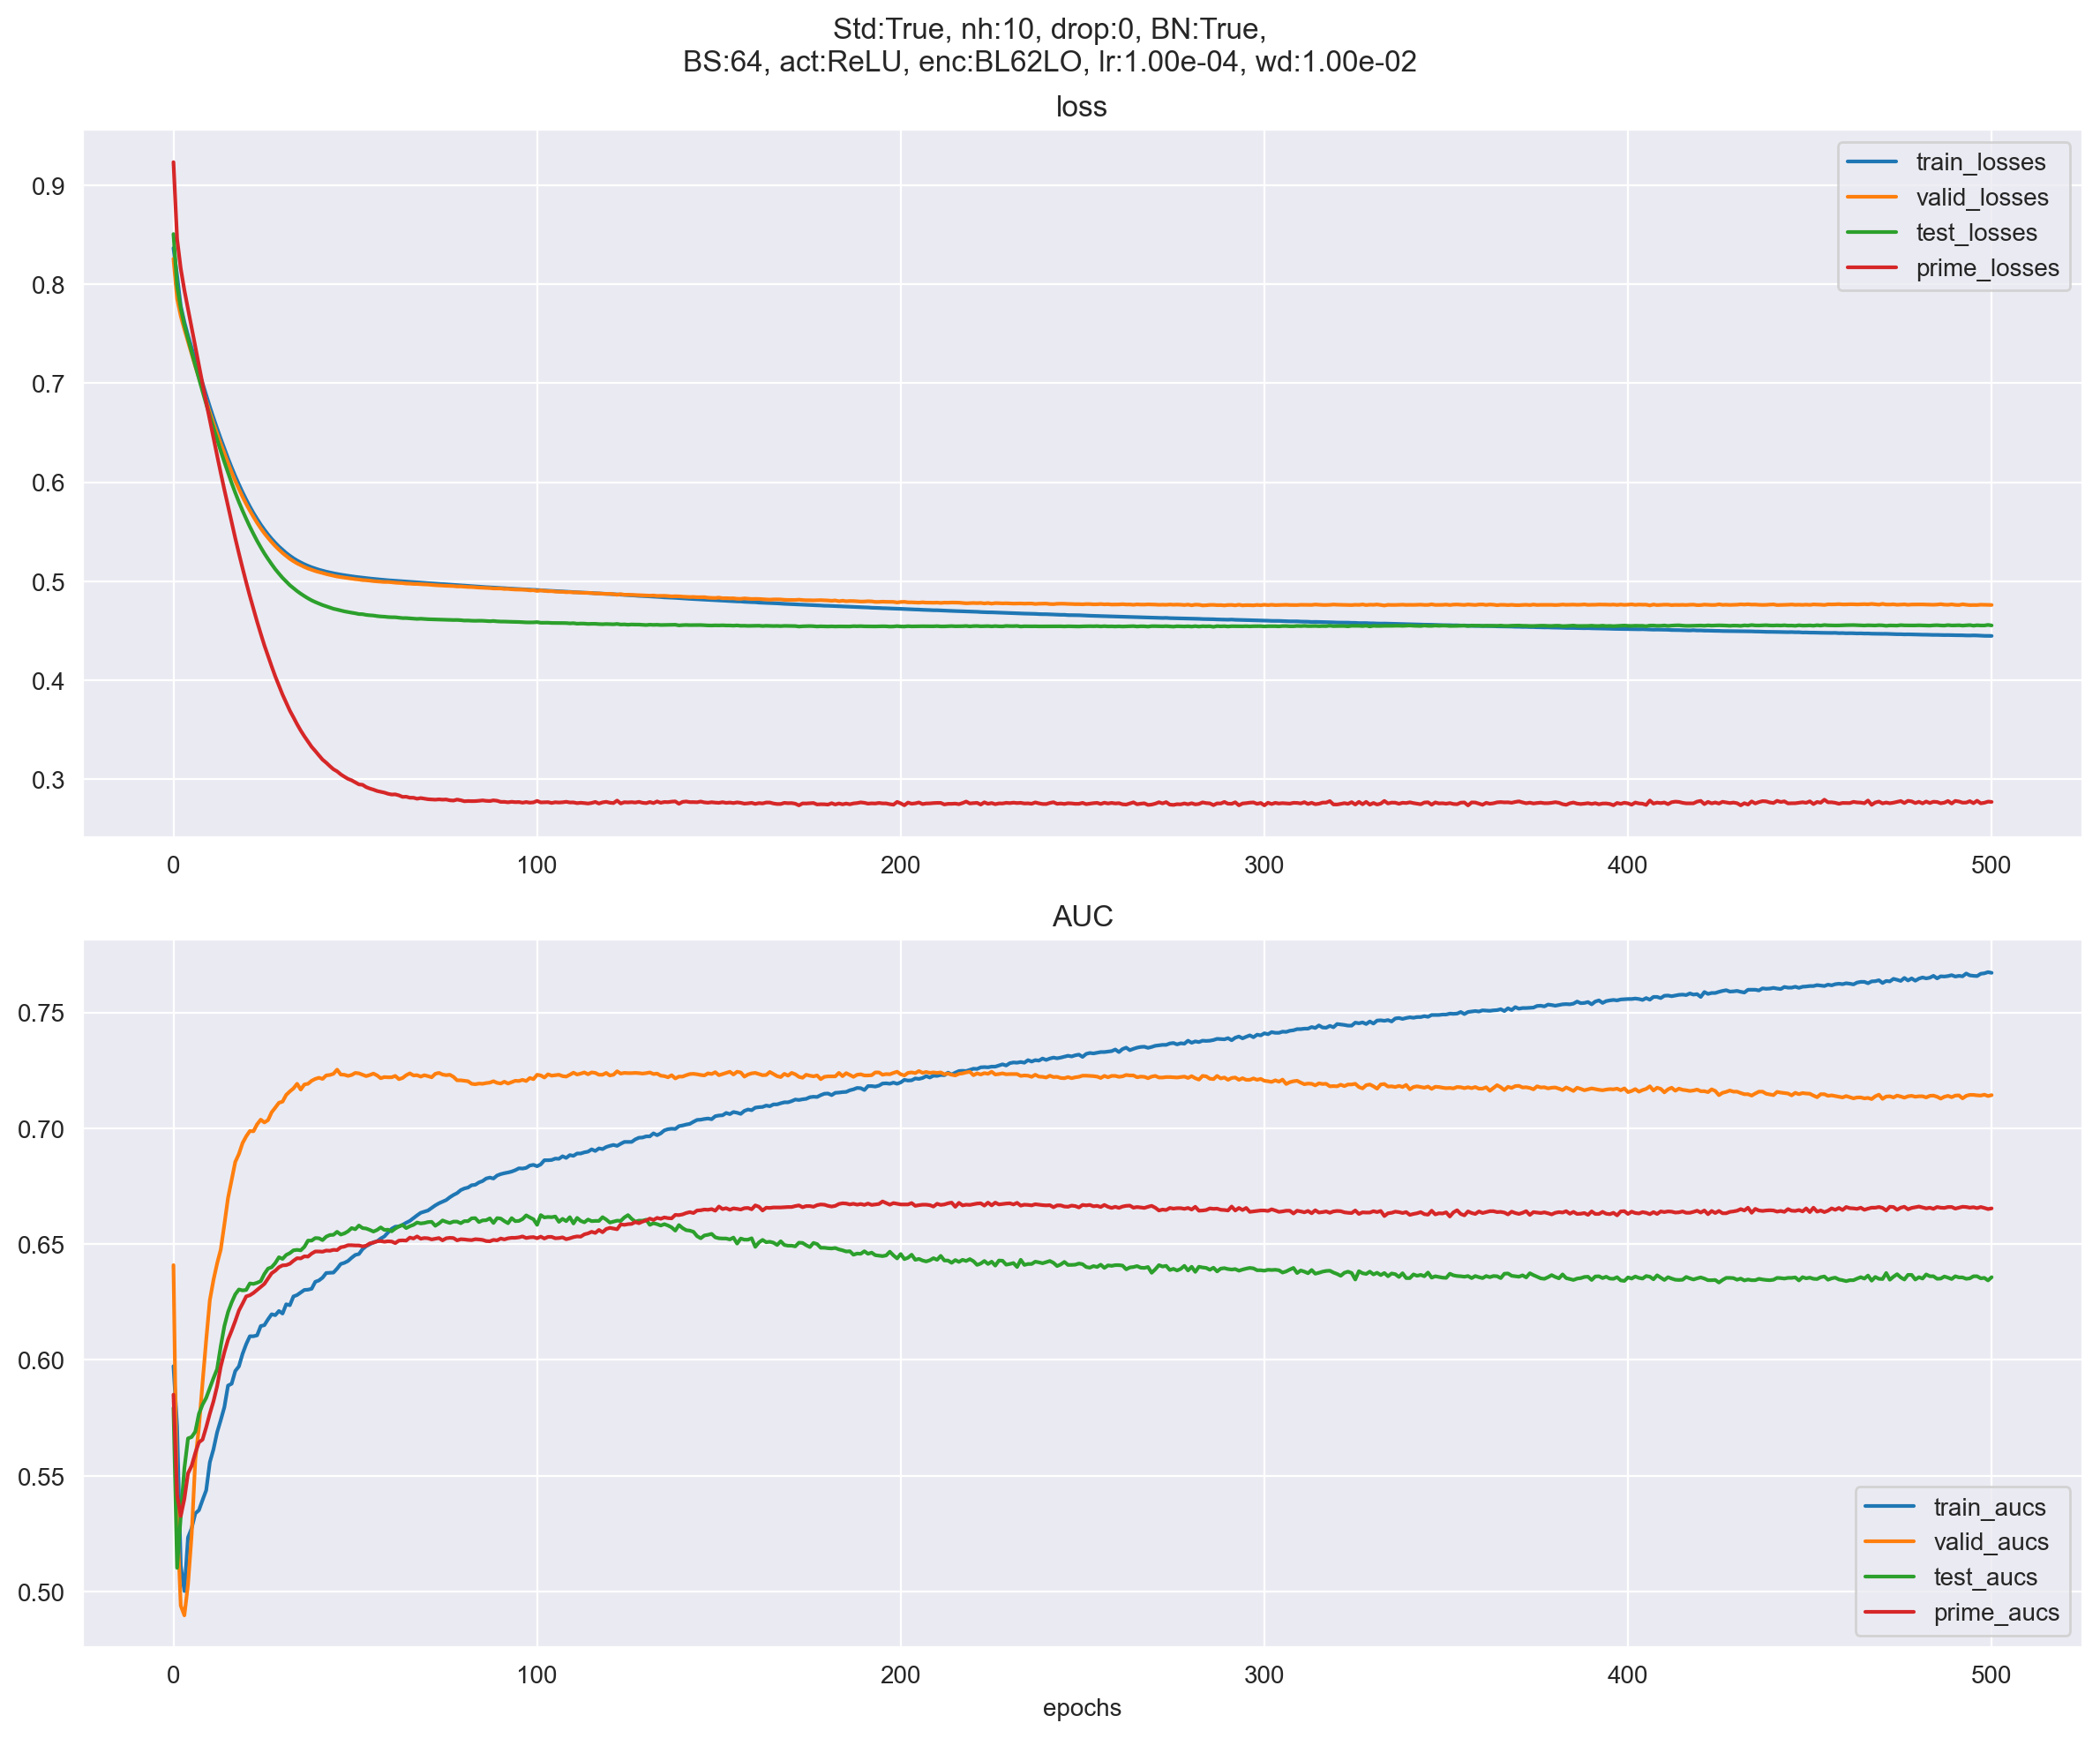 Std:True, nh:10, drop:0, BN:True,
BS:64, act:ReLU, enc:BL62LO, lr:1.00e-04, wd:1.00e-02
loss
0.9
0.8
0.7
0.6
0.5
0.4
0.3
train_losses
valid_losses
test_losses
prime_losses
0 100 200 300 400 500
AUC
0.75
0.70
0.65
0.60
0.55
0.50
train_aucs
valid_aucs
test_aucs
prime_aucs
0 100 200 300 400 500
epochs